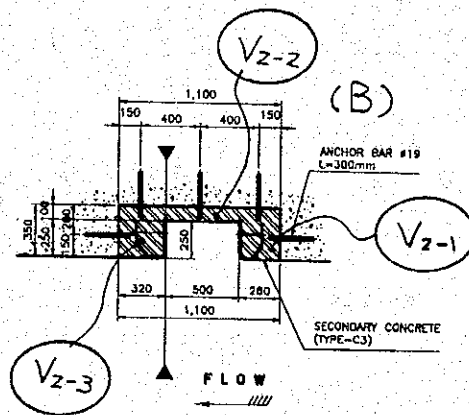 V2-2
(B)
1,100
150
400
400
150
ANCHOR BAR #19
L=300mm
350
250
100
150
200
250
V2-1
320
500
280
1,100
SECONDARY CONCRETE
(TYPE-C3)
V2-3
FLOW